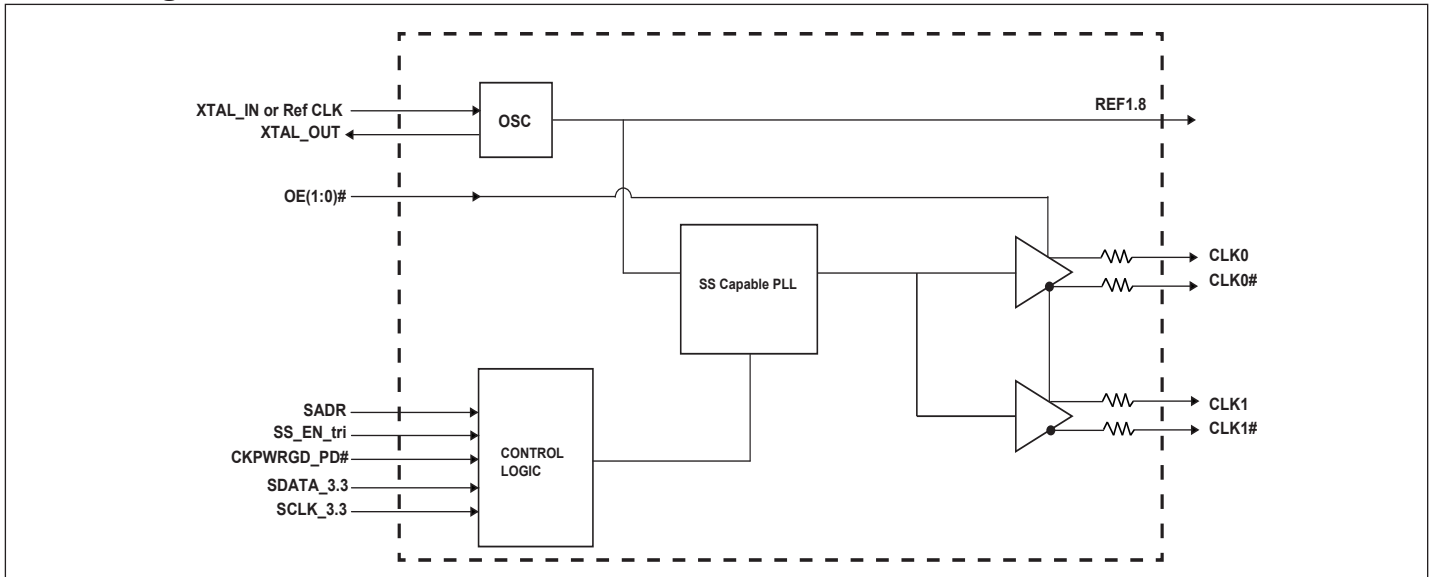 XTAL_IN or Ref CLK
XTAL_OUT
OSC
REF1.8
OE(1:0)#
SS Capable PLL
CLK0
CLK0#
CLK1
CLK1#
SADR
SS_EN_tri
CKPWRGD_PD#
SDATA_3.3
SCLK_3.3
CONTROL
LOGIC